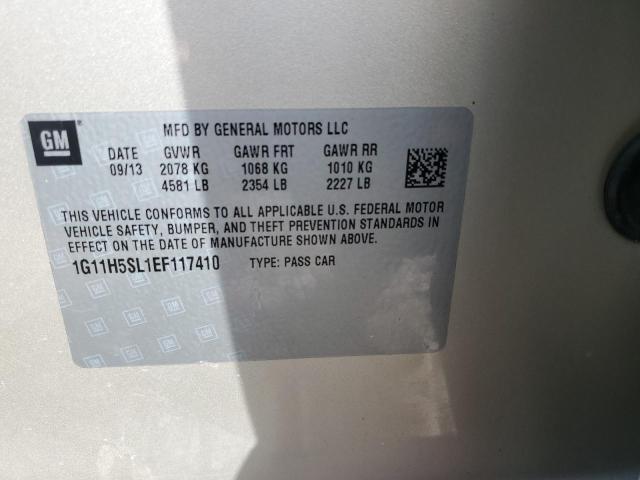 GM
MFD BY GENERAL MOTORS LLC
DATE GVWR GAWR FRT GAWR RR
09/13 2078 KG 1068 KG 1010 KG
4581 LB 2354 LB 2227 LB
THIS VEHICLE CONFORMS TO ALL APPLICABLE U.S. FEDERAL MOTOR
VEHICLE SAFETY, BUMPER, AND THEFT PREVENTION STANDARDS IN
EFFECT ON THE DATE OF MANUFACTURE SHOWN ABOVE.
1G11H5SL1EF117410 TYPE: PASS CAR